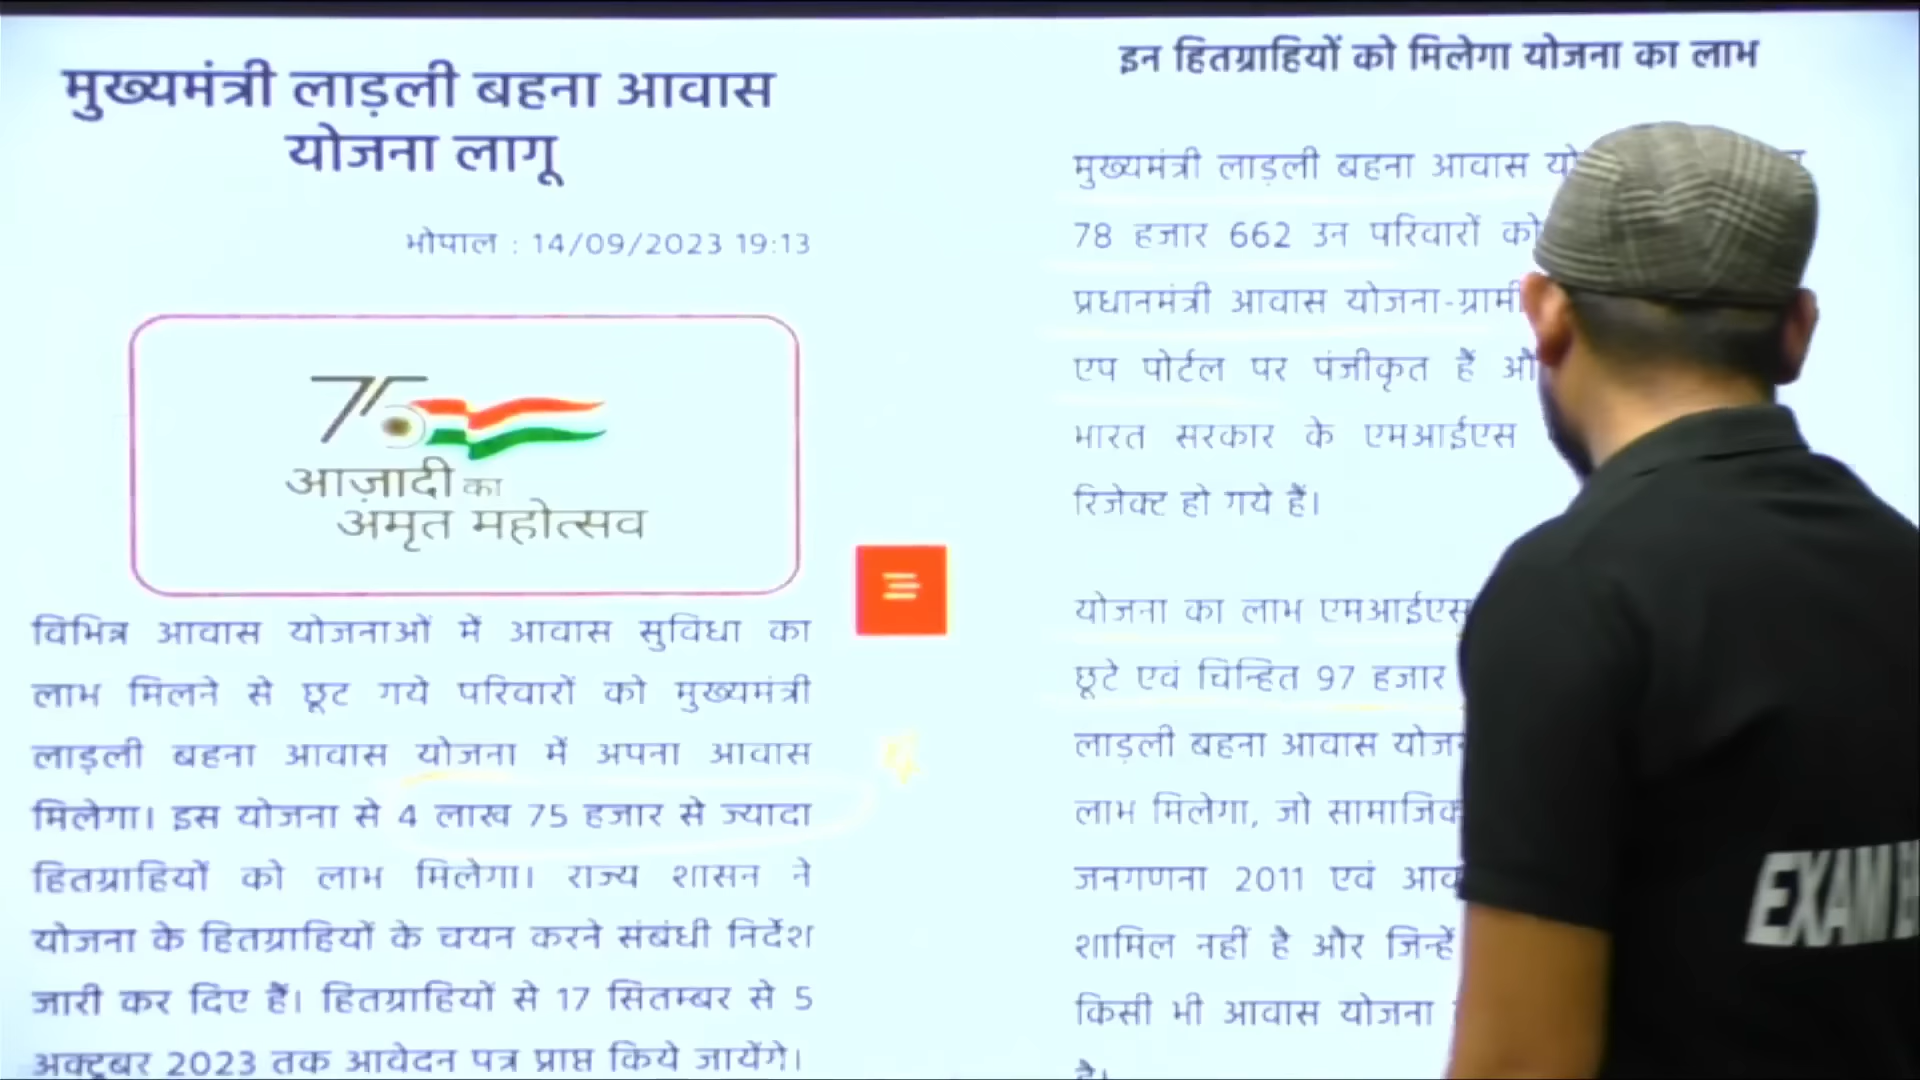 मुख्यमंत्री लाड़ली बहना आवास
योजना लागू
भोपाल : 14/09/2023 19:13
75
आज़ादी का
अमृत महोत्सव
विभिन्न आवास योजनाओं में आवास सुविधा का
लाभ मिलने से छूट गये परिवारों को मुख्यमंत्री
लाड़ली बहना आवास योजना में अपना आवास
मिलेगा। इस योजना से 4 लाख 75 हजार से ज्यादा
हितग्राहियों को लाभ मिलेगा। राज्य शासन ने
योजना के हितग्राहियों के चयन करने संबंधी निर्देश
जारी कर दिए हैं। हितग्राहियों से 17 सितम्बर से 5
अक्टूबर 2023 तक आवेदन पत्र प्राप्त किये जायेंगे।
इन हितग्राहियों को मिलेगा योजना का लाभ
मुख्यमंत्री लाड़ली बहना आवास
78 हजार 662 उन परिवारों को
प्रधानमंत्री आवास योजना-ग्रामी
एप पोर्टल पर पंजीकृत हैं
भारत सरकार के एमआईएस
रिजेक्ट हो गये हैं।
योजना का लाभ एमआईएस
छूटे एवं चिन्हित 97 हजार
लाड़ली बहना आवास
लाभ मिलेगा, जो
जनगणना 2011 एवं
शामिल नहीं है और जिन्हें
किसी भी आवास योजना
है।
EXAM